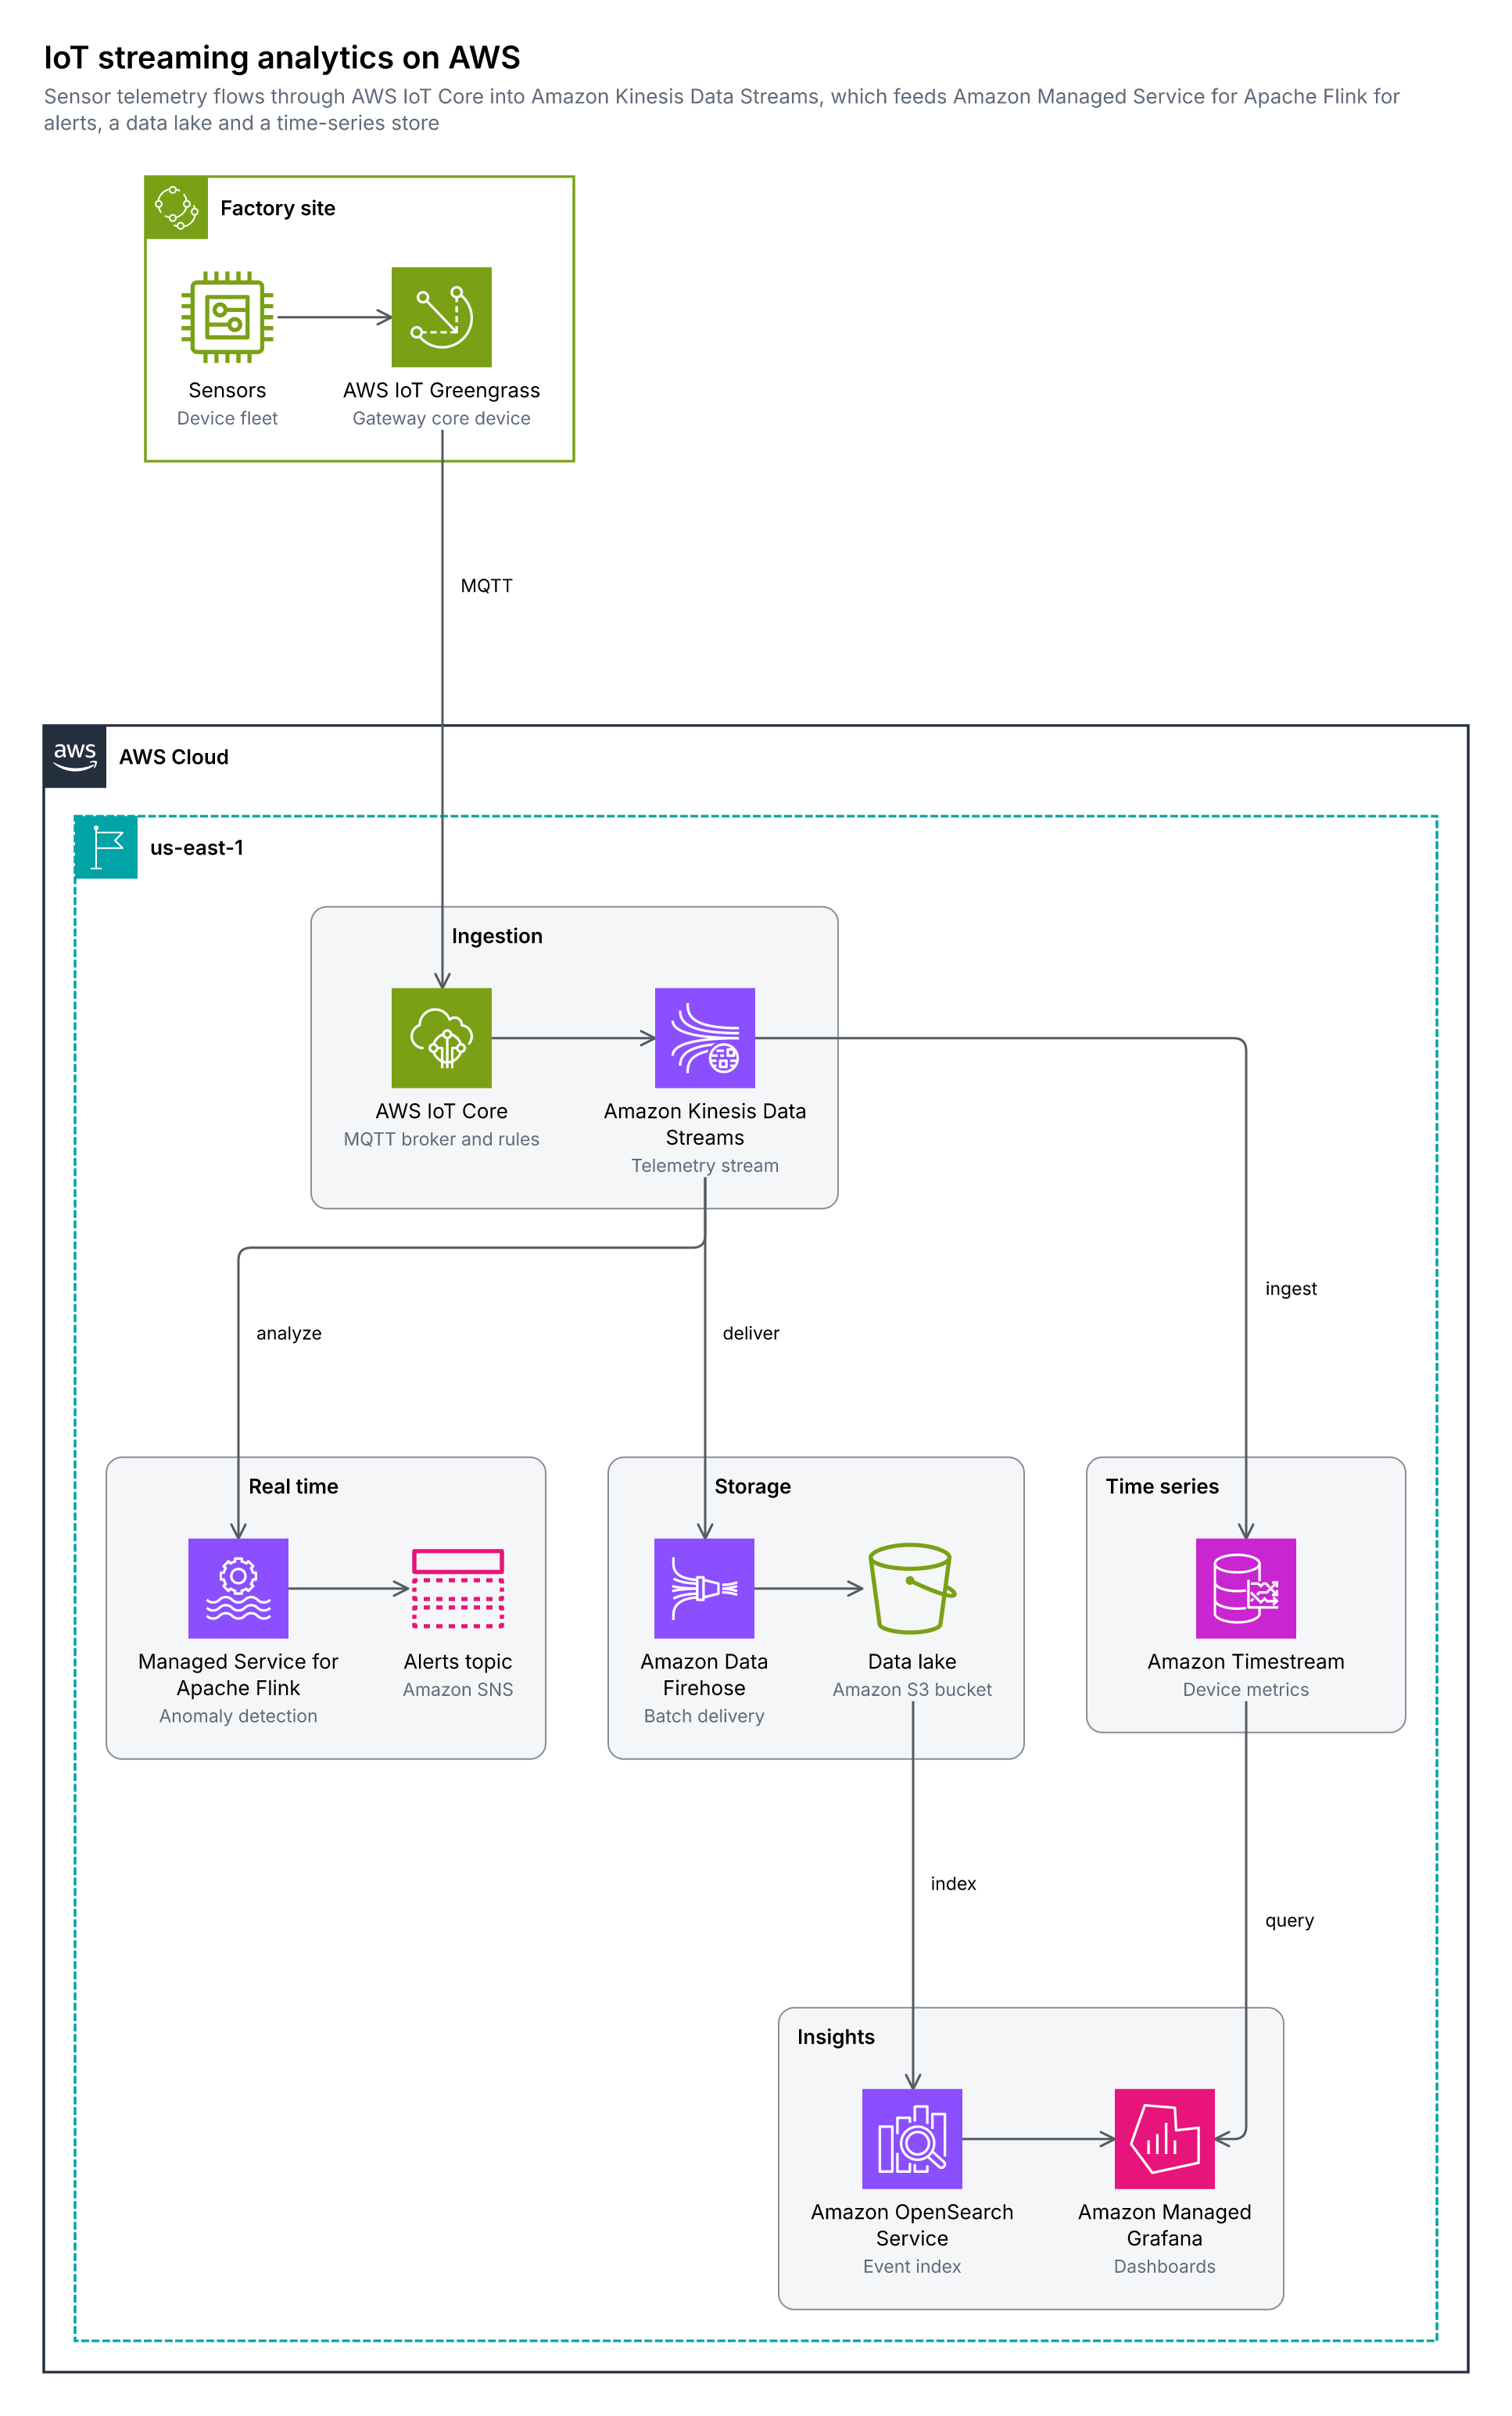 IoT streaming analytics on AWS
Sensor telemetry flows through AWS IoT Core into Amazon Kinesis Data Streams, which feeds Amazon Managed Service for Apache Flink for
alerts, a data lake and a time-series store
Factory site
Sensors
Device fleet
AWS IoT Greengrass
Gateway core device
MQTT
aws
AWS Cloud
us-east-1
Ingestion
AWS IoT Core
MQTT broker and rules
Amazon Kinesis Data
Streams
Telemetry stream
ingest
analyze
deliver
Real time
Managed Service for
Apache Flink
Anomaly detection
Alerts topic
Amazon SNS
Storage
Amazon Data
Firehose
Batch delivery
Data lake
Amazon S3 bucket
Time series
Amazon Timestream
Device metrics
index
query
Insights
Amazon OpenSearch
Service
Event index
Amazon Managed
Grafana
Dashboards